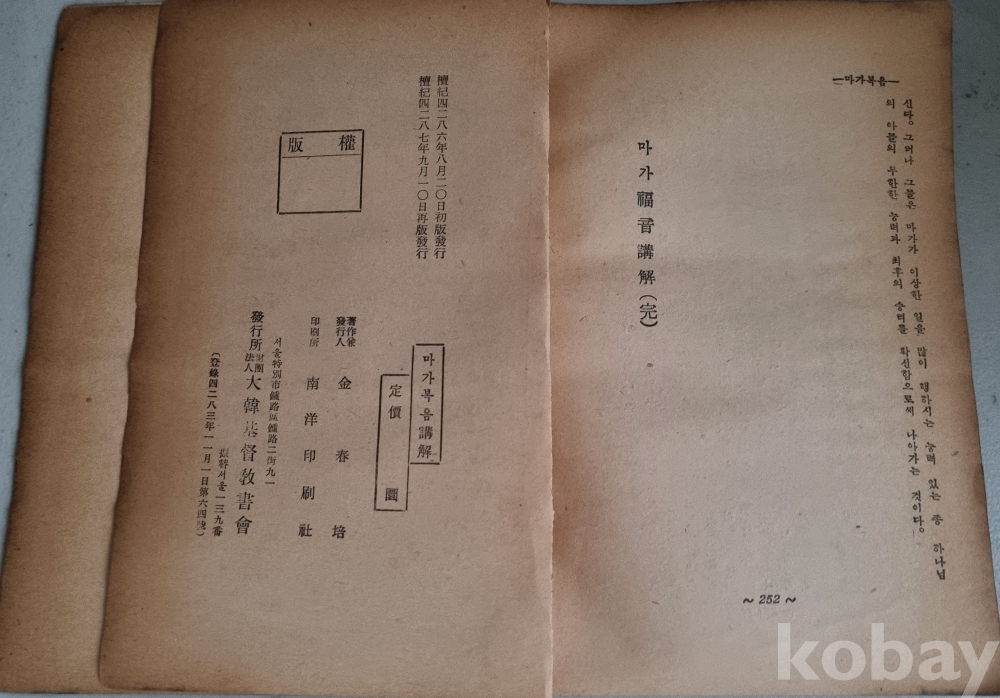 —마가복음—
신다. 그러나 그들은 마가가 이상한 일을 많이 행하시는 능력 있는 종 하나님
의 아들의 무한한 능력과 최후의 승리를 확신함으로써 나아가는 것이다.
마가福音講解(完)
~ 252 ~
檀紀四二八六年八月二〇日初版發行
檀紀四二八七年九月一〇日再版發行
版權
마가복음講解
定價 圓
著作兼發行人 金春培
印刷所 南洋印刷社
서울特別市鍾路區鍾路二街九一
發行所 財團法人 大韓基督敎書會
振替서울一三九番
(登錄四二八三年一一月一日第六四號)
kobay